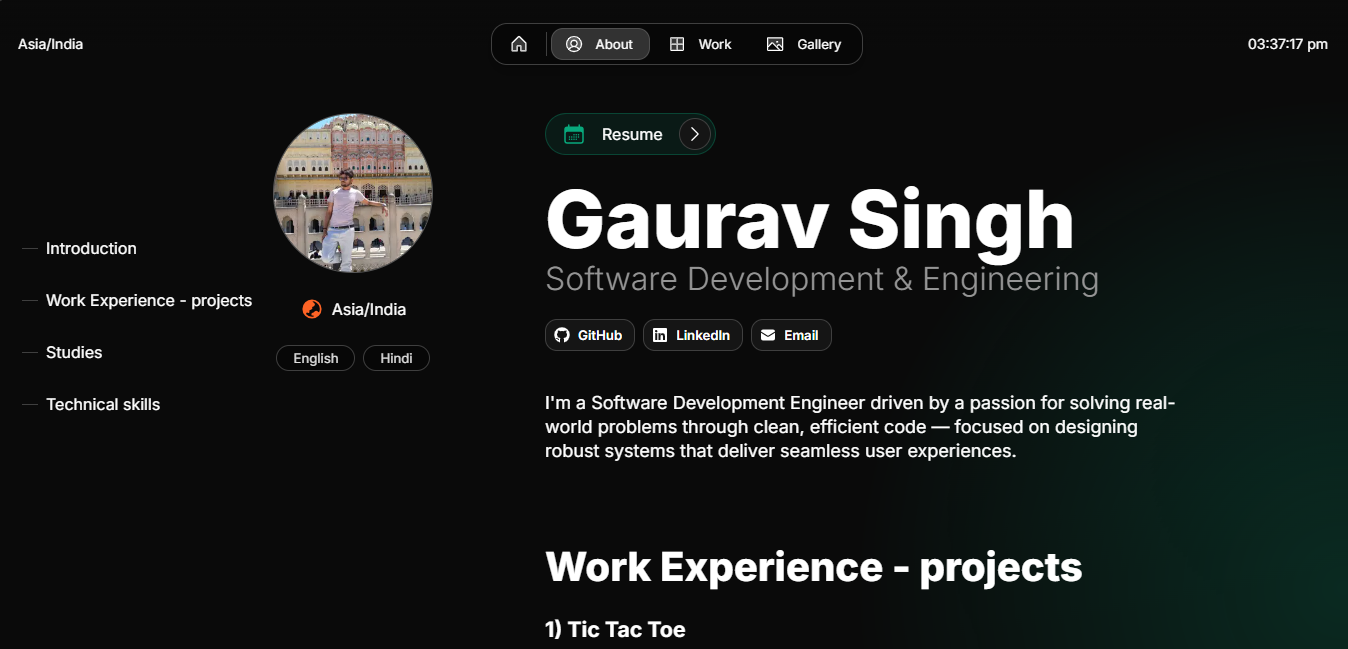 Asia/India
About
Work
Gallery
03:37:17 pm
Introduction
Work Experience - projects
Studies
Technical skills
Asia/India
English
Hindi
Resume
Gaurav Singh
Software Development & Engineering
GitHub
LinkedIn
Email
I'm a Software Development Engineer driven by a passion for solving real-
world problems through clean, efficient code — focused on designing
robust systems that deliver seamless user experiences.
Work Experience - projects
1) Tic Tac Toe